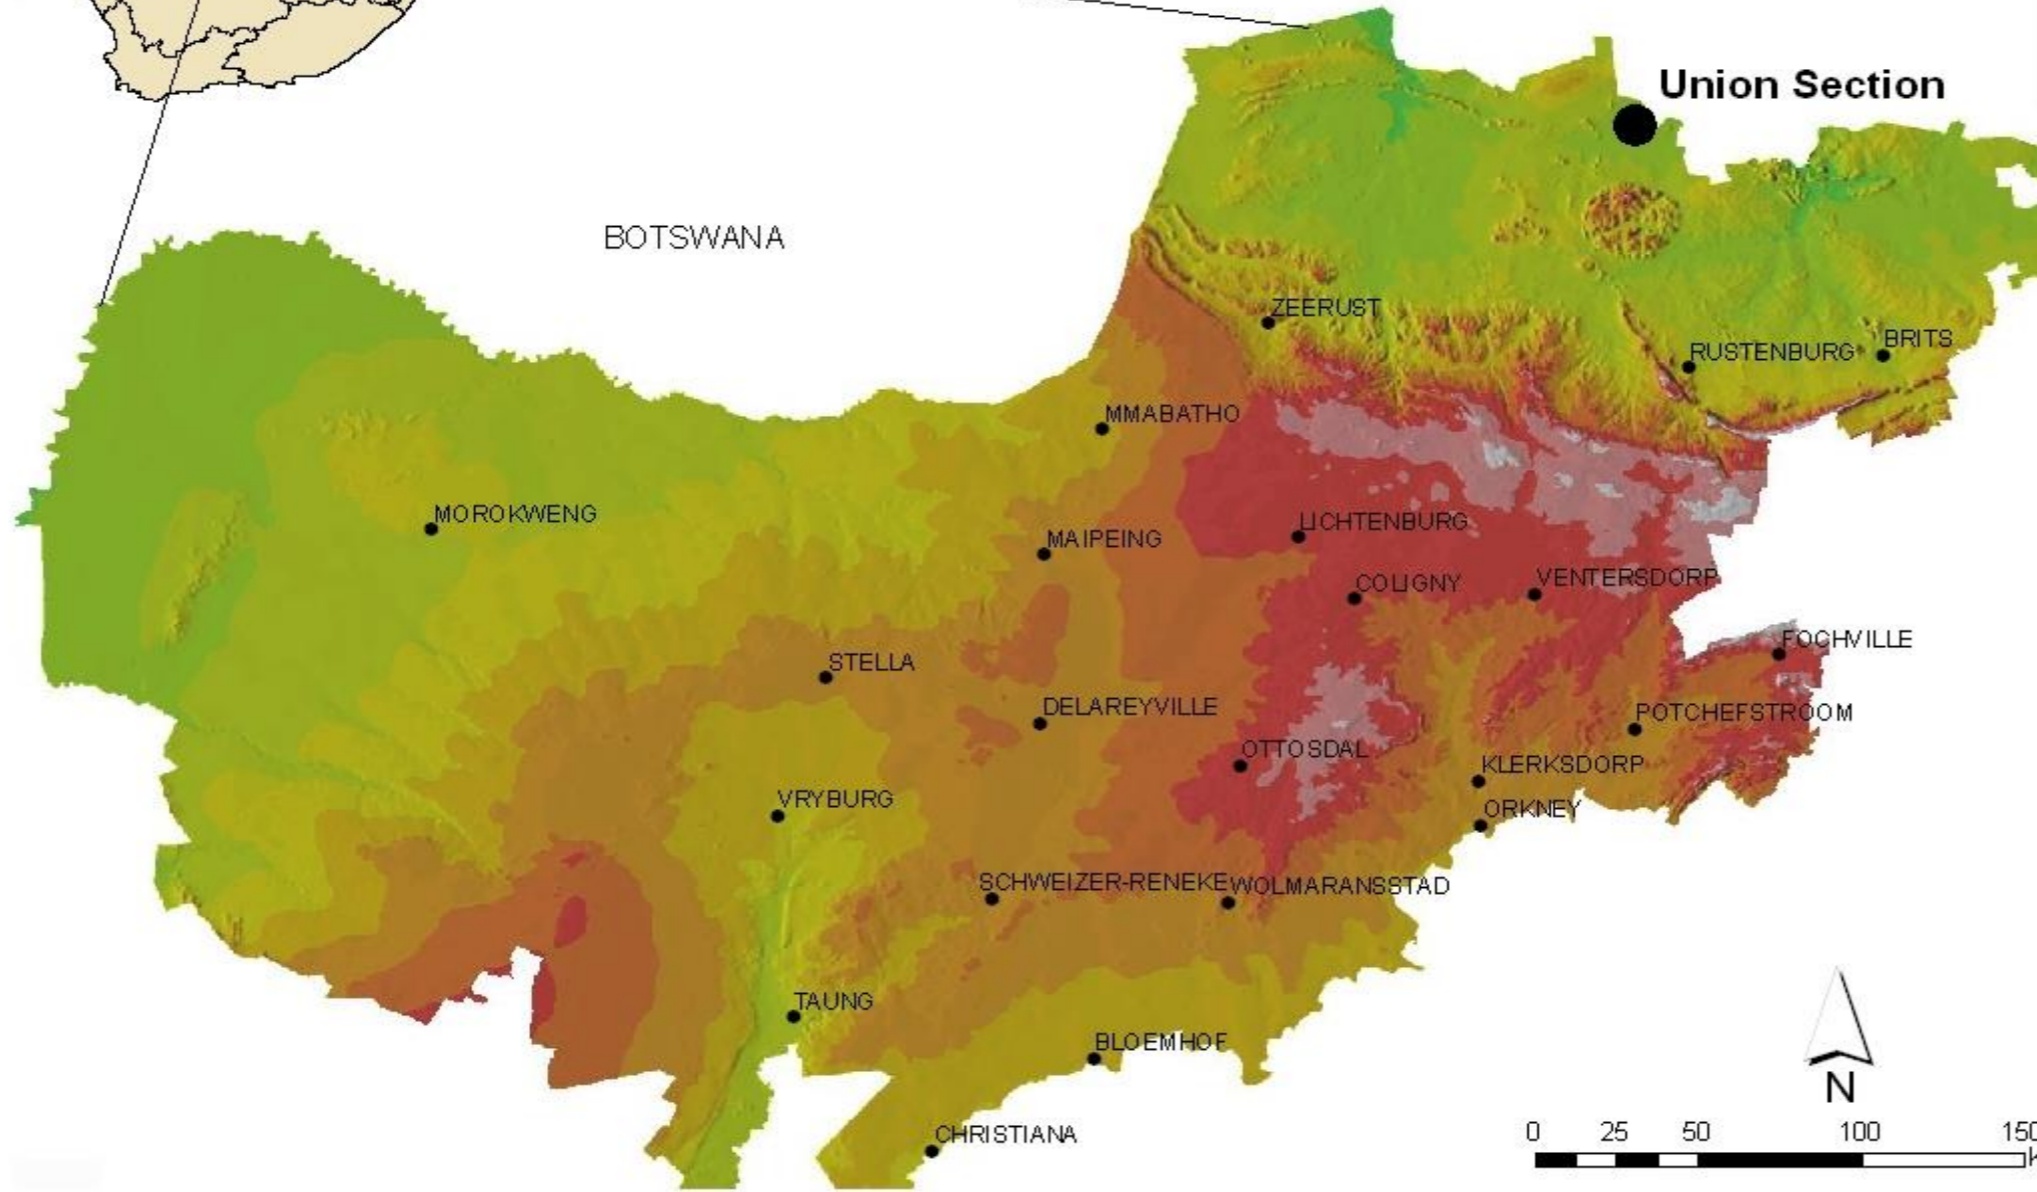 Union Section
BOTSWANA
ZEERUST
RUSTENBURG
BRITS
MMABATHO
MOROKWENG
LICHTENBURG
MAIPEING
COLIGNY
VENTERSDORP
FOCHVILLE
STELLA
DELAREYVILLE
POTCHEFSTROOM
OTTOSDAL
KLERKSDORP
VRYBURG
ORKNEY
SCHWEIZER-RENEKE
WOLMARANSSTAD
TAUNG
BLOEMHOF
CHRISTIANA
N
0 25 50 100 150